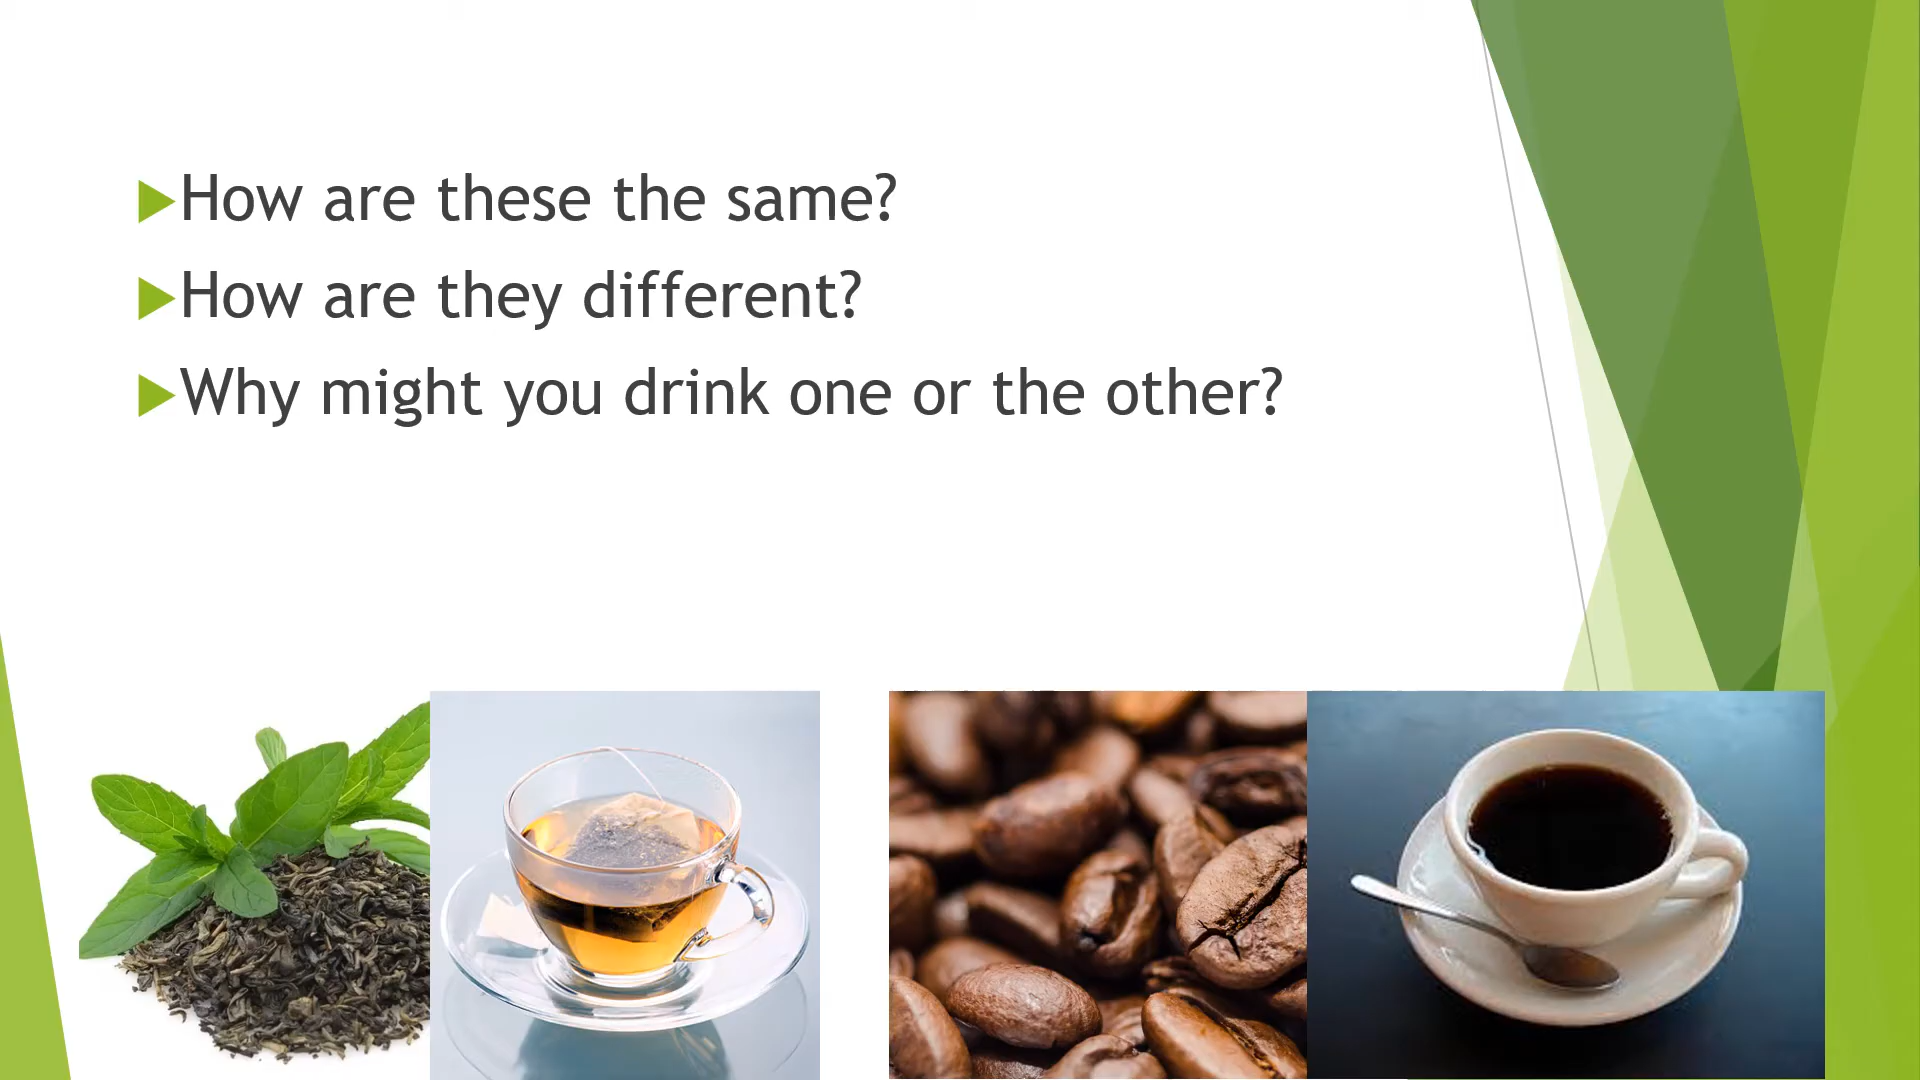 How are these the same?
How are they different?
Why might you drink one or the other?